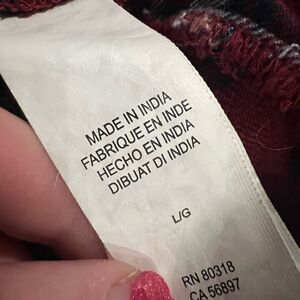 MADE IN INDIA
FABRIQUE EN INDE
HECHO EN INDIA
DIBUAT DI INDIA
L/G
RN 80318
CA 56897